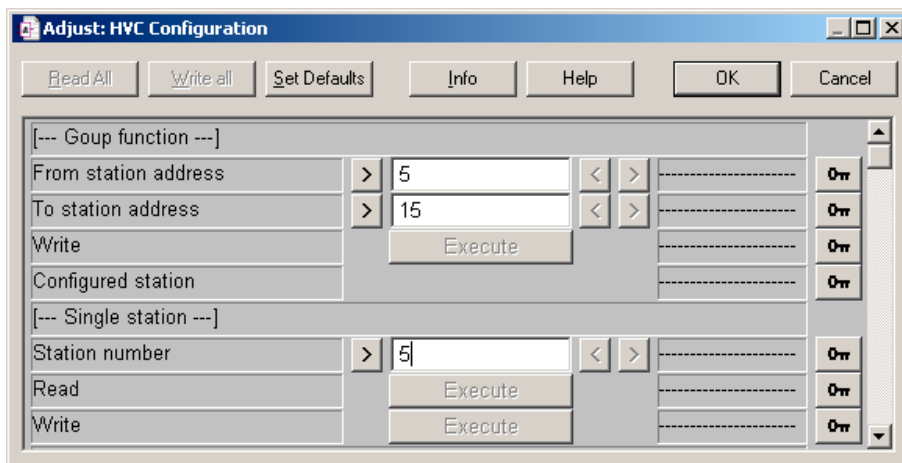 Adjust: HVC Configuration
Read All Write all Set Defaults Info Help OK Cancel
[--- Goup function ---]
From station address > 5 < > ----------------------
To station address > 15 < > ----------------------
Write Execute ----------------------
Configured station ----------------------
[--- Single station ---]
Station number > 5 < > ----------------------
Read Execute ----------------------
Write Execute ----------------------